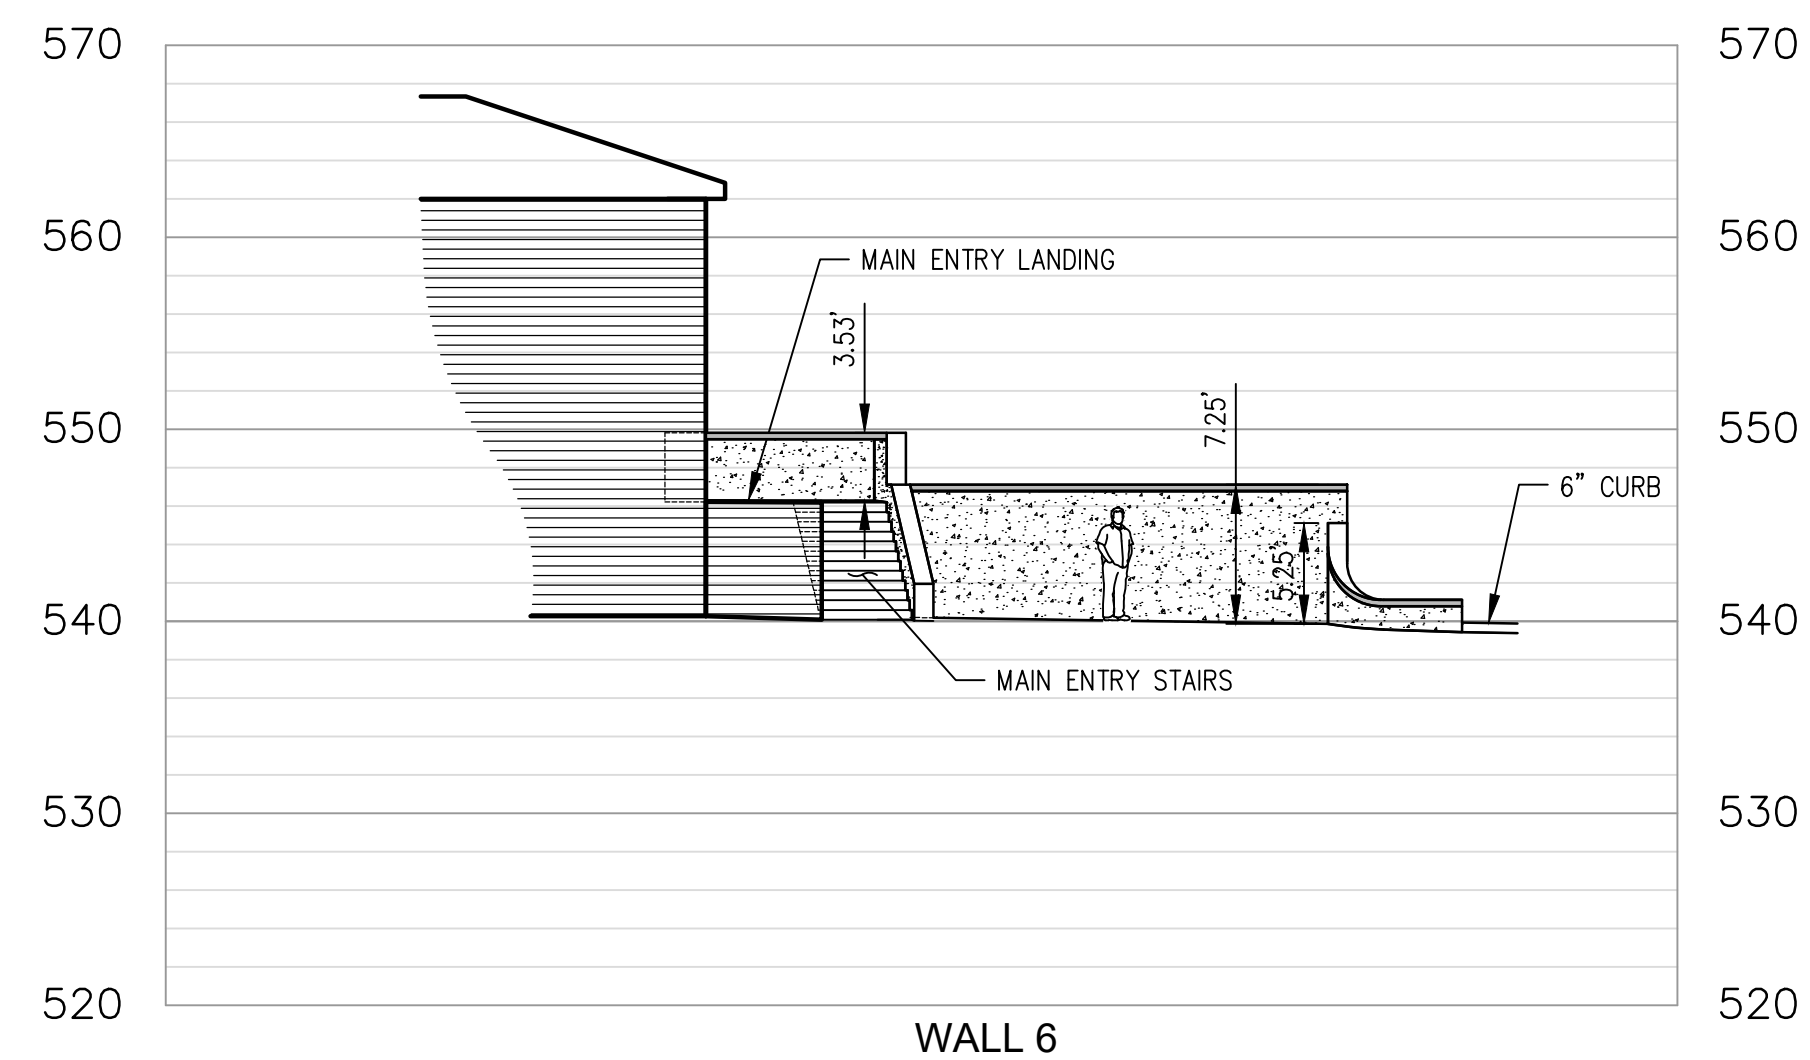 570 570
560 560
MAIN ENTRY LANDING
3.53'
550 550
7.25'
6" CURB
5.25'
540 540
MAIN ENTRY STAIRS
530 530
520 520
WALL 6